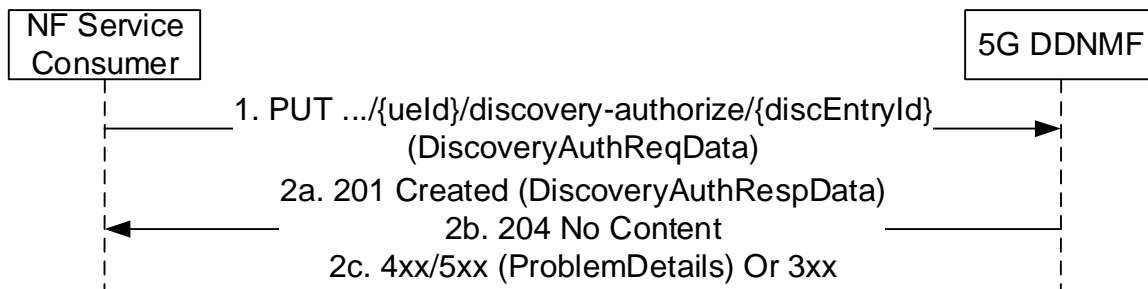 NF Service
Consumer
5G DDNMF
1. PUT .../{ueId}/discovery-authorize/{discEntryId}
(DiscoveryAuthReqData)
2a. 201 Created (DiscoveryAuthRespData)
2b. 204 No Content
2c. 4xx/5xx (ProblemDetails) Or 3xx